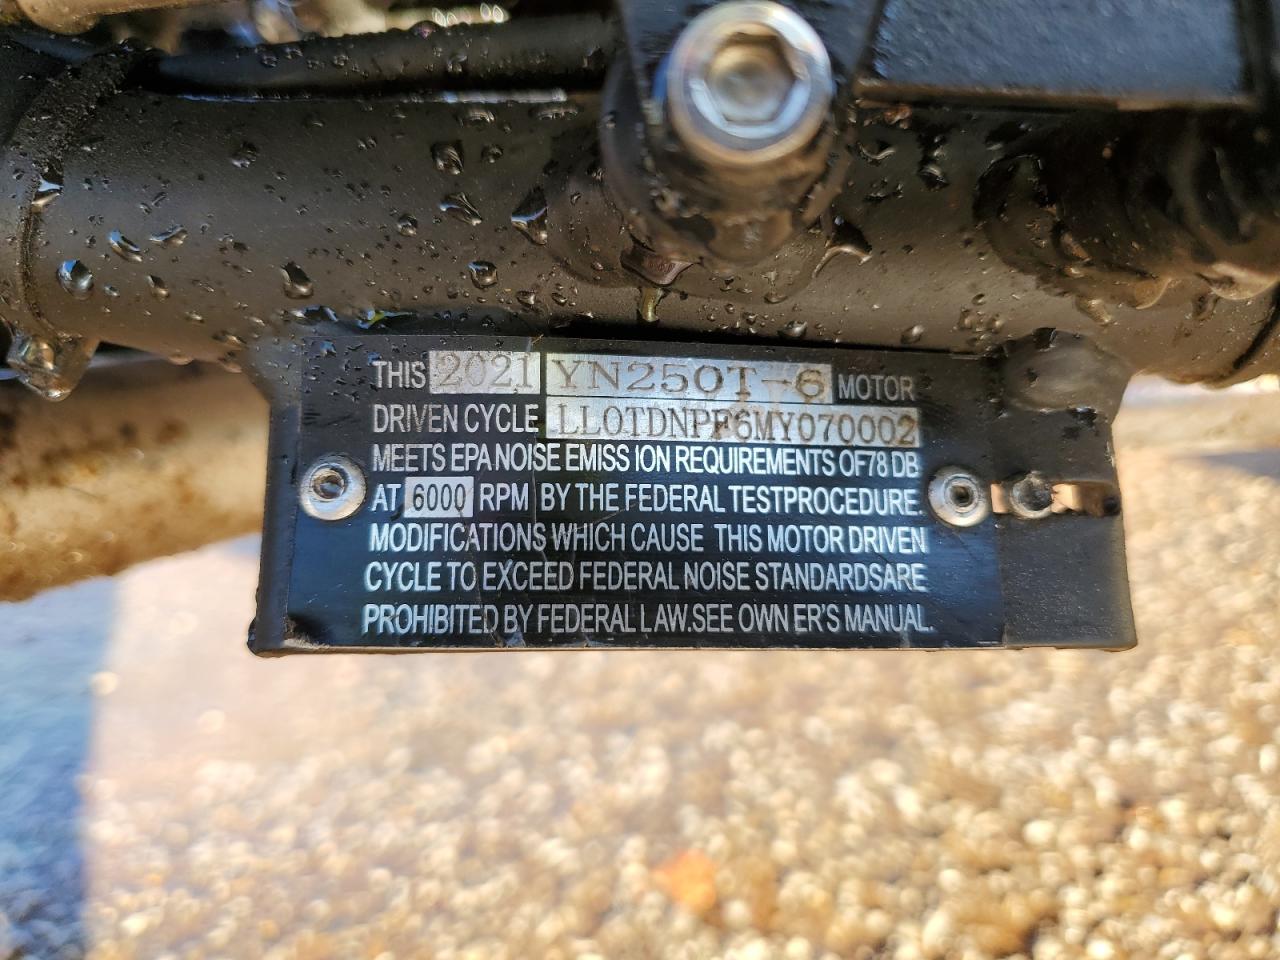 THIS 2021 YN250T-6 MOTOR
DRIVEN CYCLE LL0TDNPF6MY070002
MEETS EPA NOISE EMISS ION REQUIREMENTS OF 78 DB
AT 6000 RPM BY THE FEDERAL TESTPROCEDURE.
MODIFICATIONS WHICH CAUSE THIS MOTOR DRIVEN
CYCLE TO EXCEED FEDERAL NOISE STANDARDSARE
PROHIBITED BY FEDERAL LAW.SEE OWN ER'S MANUAL.